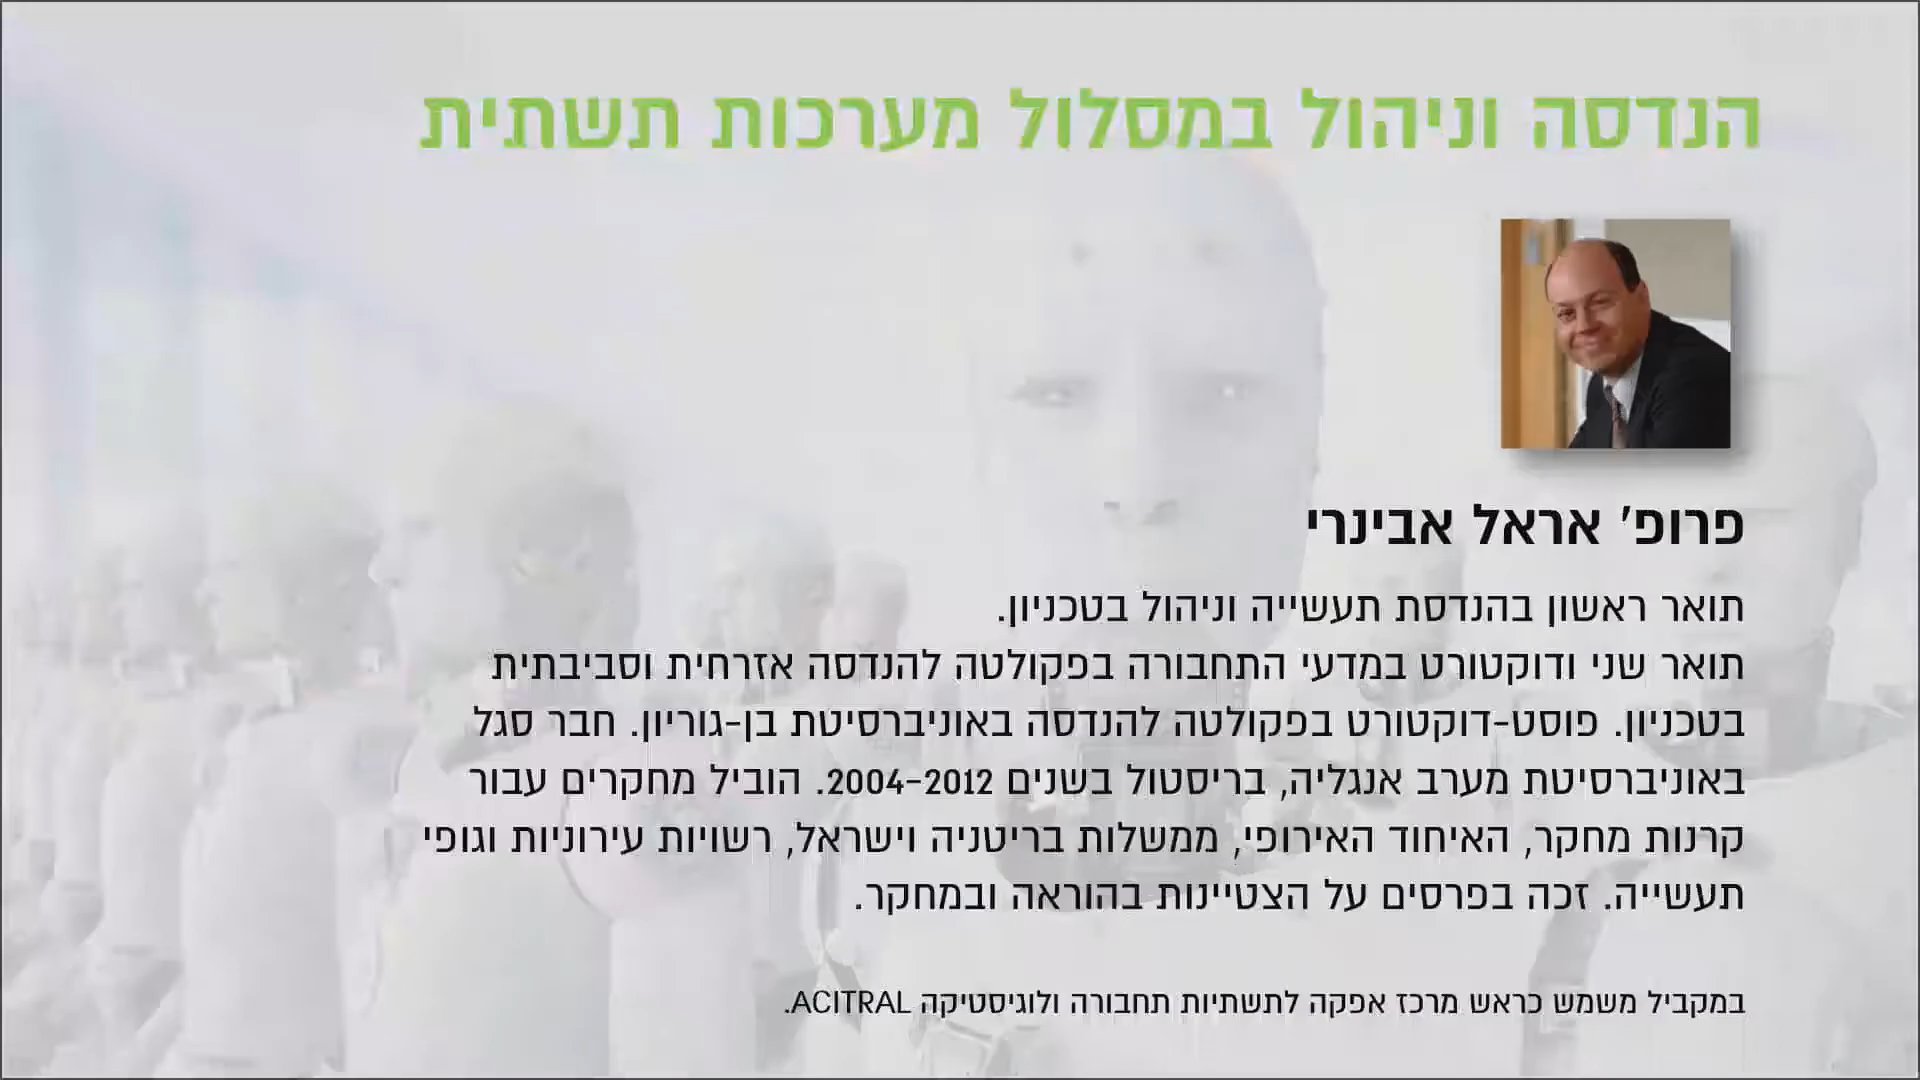 הנדסה וניהול במסלול מערכות תשתית
פרופ' אראל אבינרי
תואר ראשון בהנדסת תעשייה וניהול בטכניון.
תואר שני ודוקטורט במדעי התחבורה בפקולטה להנדסה אזרחית וסביבתית
בטכניון. פוסט-דוקטורט בפקולטה להנדסה באוניברסיטת בן-גוריון. חבר סגל
באוניברסיטת מערב אנגליה, בריסטול בשנים 2004-2012. הוביל מחקרים עבור
קרנות מחקר, האיחוד האירופי, ממשלות בריטניה וישראל, רשויות עירוניות וגופי
תעשייה. זכה בפרסים על הצטיינות בהוראה ובמחקר.
במקביל משמש כראש מרכז אפקה לתשתיות תחבורה ולוגיסטיקה ACITRAL.